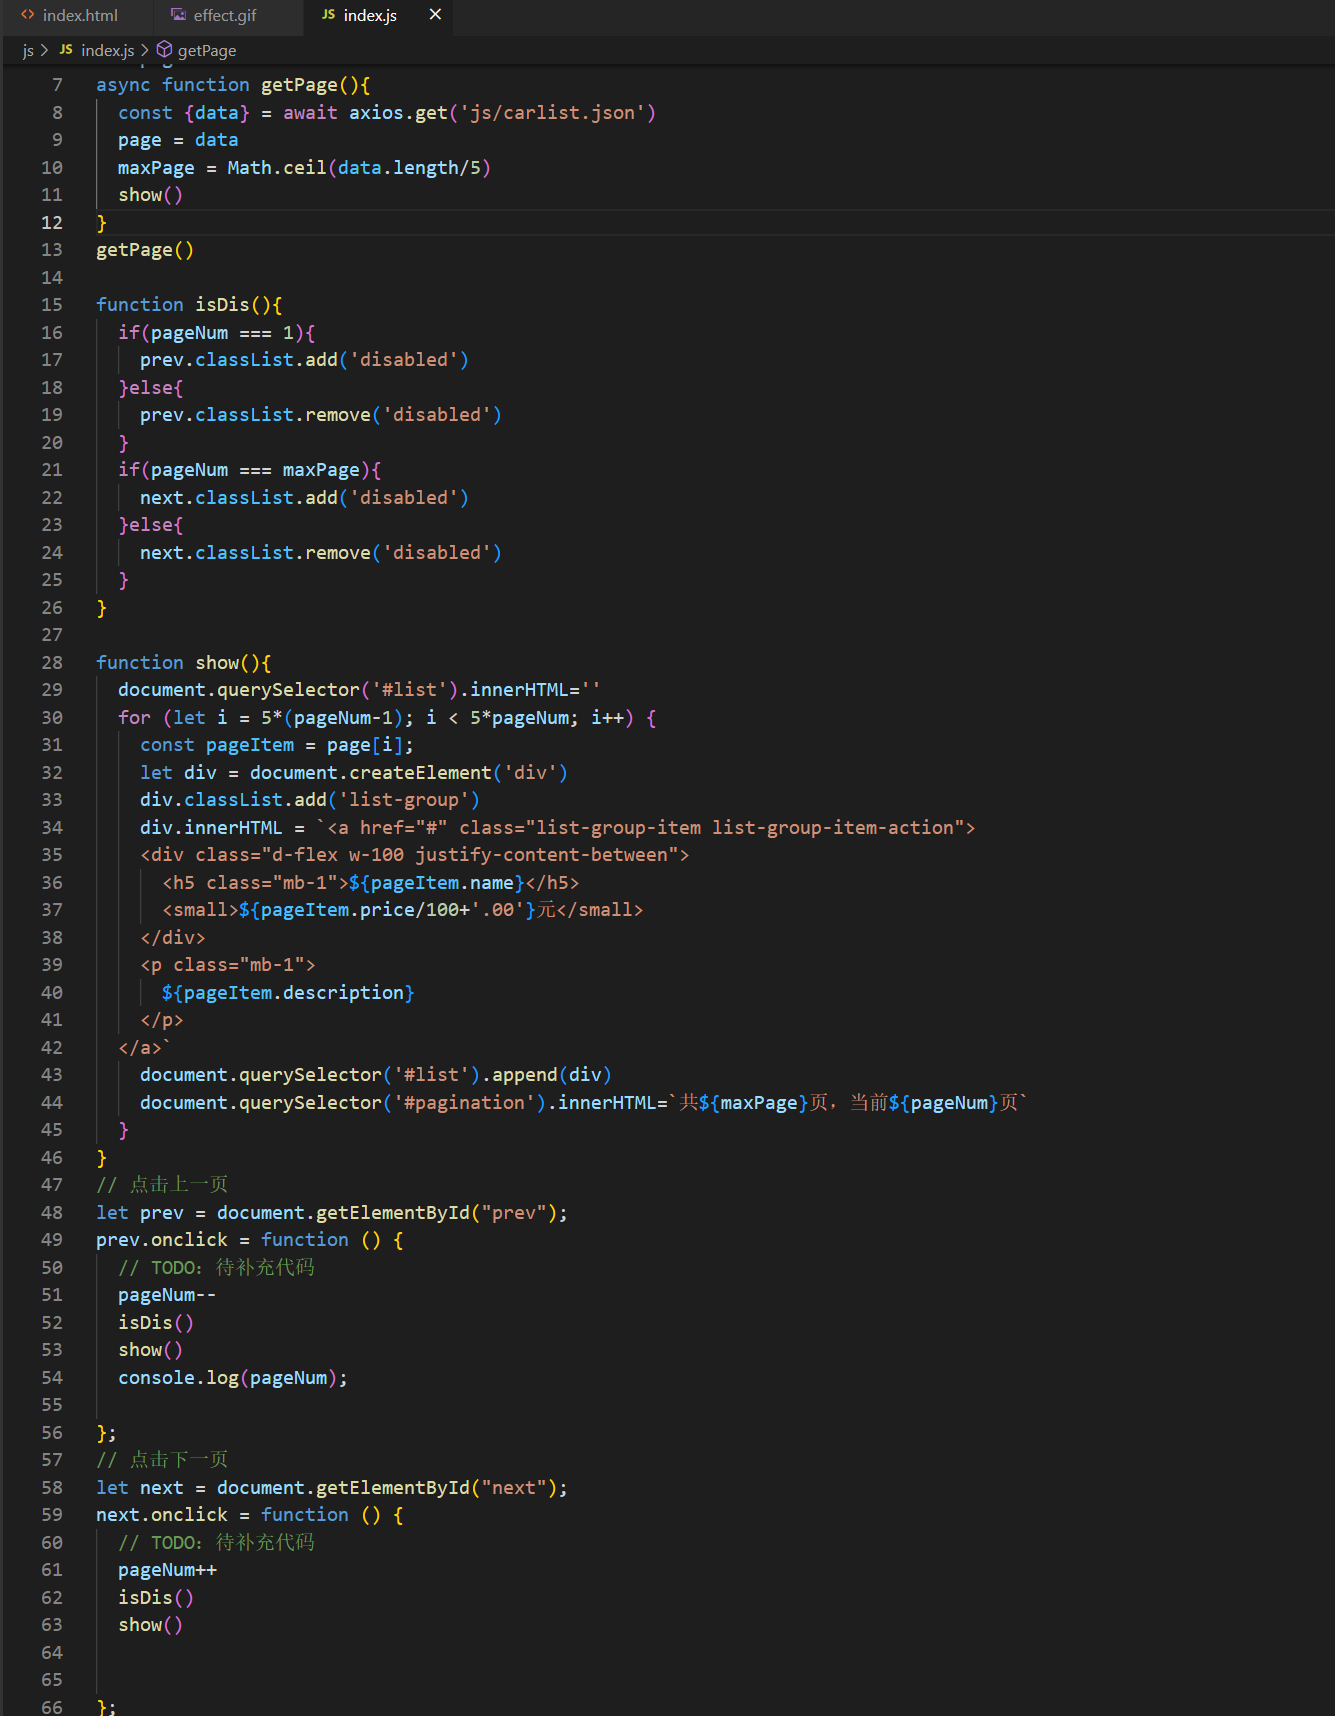 index.html effect.gif JS index.js ×
js > JS index.js > getPage
7 async function getPage(){
8 const {data} = await axios.get('js/carlist.json')
9 page = data
10 maxPage = Math.ceil(data.length/5)
11 show()
12 }
13 getPage()
14
15 function isDis(){
16 if(pageNum === 1){
17 prev.classList.add('disabled')
18 }else{
19 prev.classList.remove('disabled')
20 }
21 if(pageNum === maxPage){
22 next.classList.add('disabled')
23 }else{
24 next.classList.remove('disabled')
25 }
26 }
27
28 function show(){
29 document.querySelector('#list').innerHTML=''
30 for (let i = 5*(pageNum-1); i < 5*pageNum; i++) {
31 const pageItem = page[i];
32 let div = document.createElement('div')
33 div.classList.add('list-group')
34 div.innerHTML = `<a href="#" class="list-group-item list-group-item-action">
35 <div class="d-flex w-100 justify-content-between">
36 <h5 class="mb-1">${pageItem.name}</h5>
37 <small>${pageItem.price/100+'.00'}元</small>
38 </div>
39 <p class="mb-1">
40 ${pageItem.description}
41 </p>
42 </a>`
43 document.querySelector('#list').append(div)
44 document.querySelector('#pagination').innerHTML=`共${maxPage}页，当前${pageNum}页`
45 }
46 }
47 // 点击上一页
48 let prev = document.getElementById("prev");
49 prev.onclick = function () {
50 // TODO：待补充代码
51 pageNum--
52 isDis()
53 show()
54 console.log(pageNum);
55
56 };
57 // 点击下一页
58 let next = document.getElementById("next");
59 next.onclick = function () {
60 // TODO：待补充代码
61 pageNum++
62 isDis()
63 show()
64
65
66 };